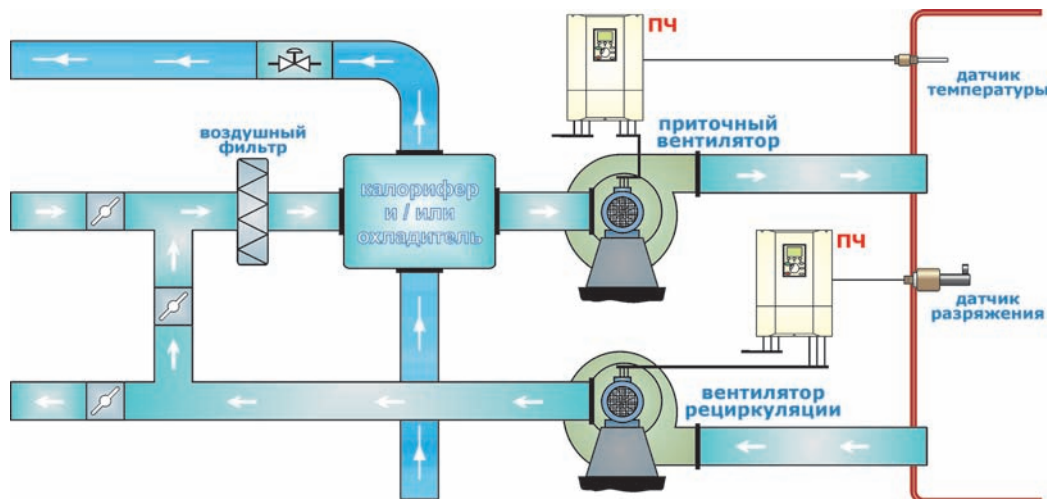 ПЧ
датчик
температуры
воздушный
фильтр
приточный
вентилятор
калорифер
и / или
охладитель
ПЧ
датчик
разряжения
вентилятор
рециркуляции